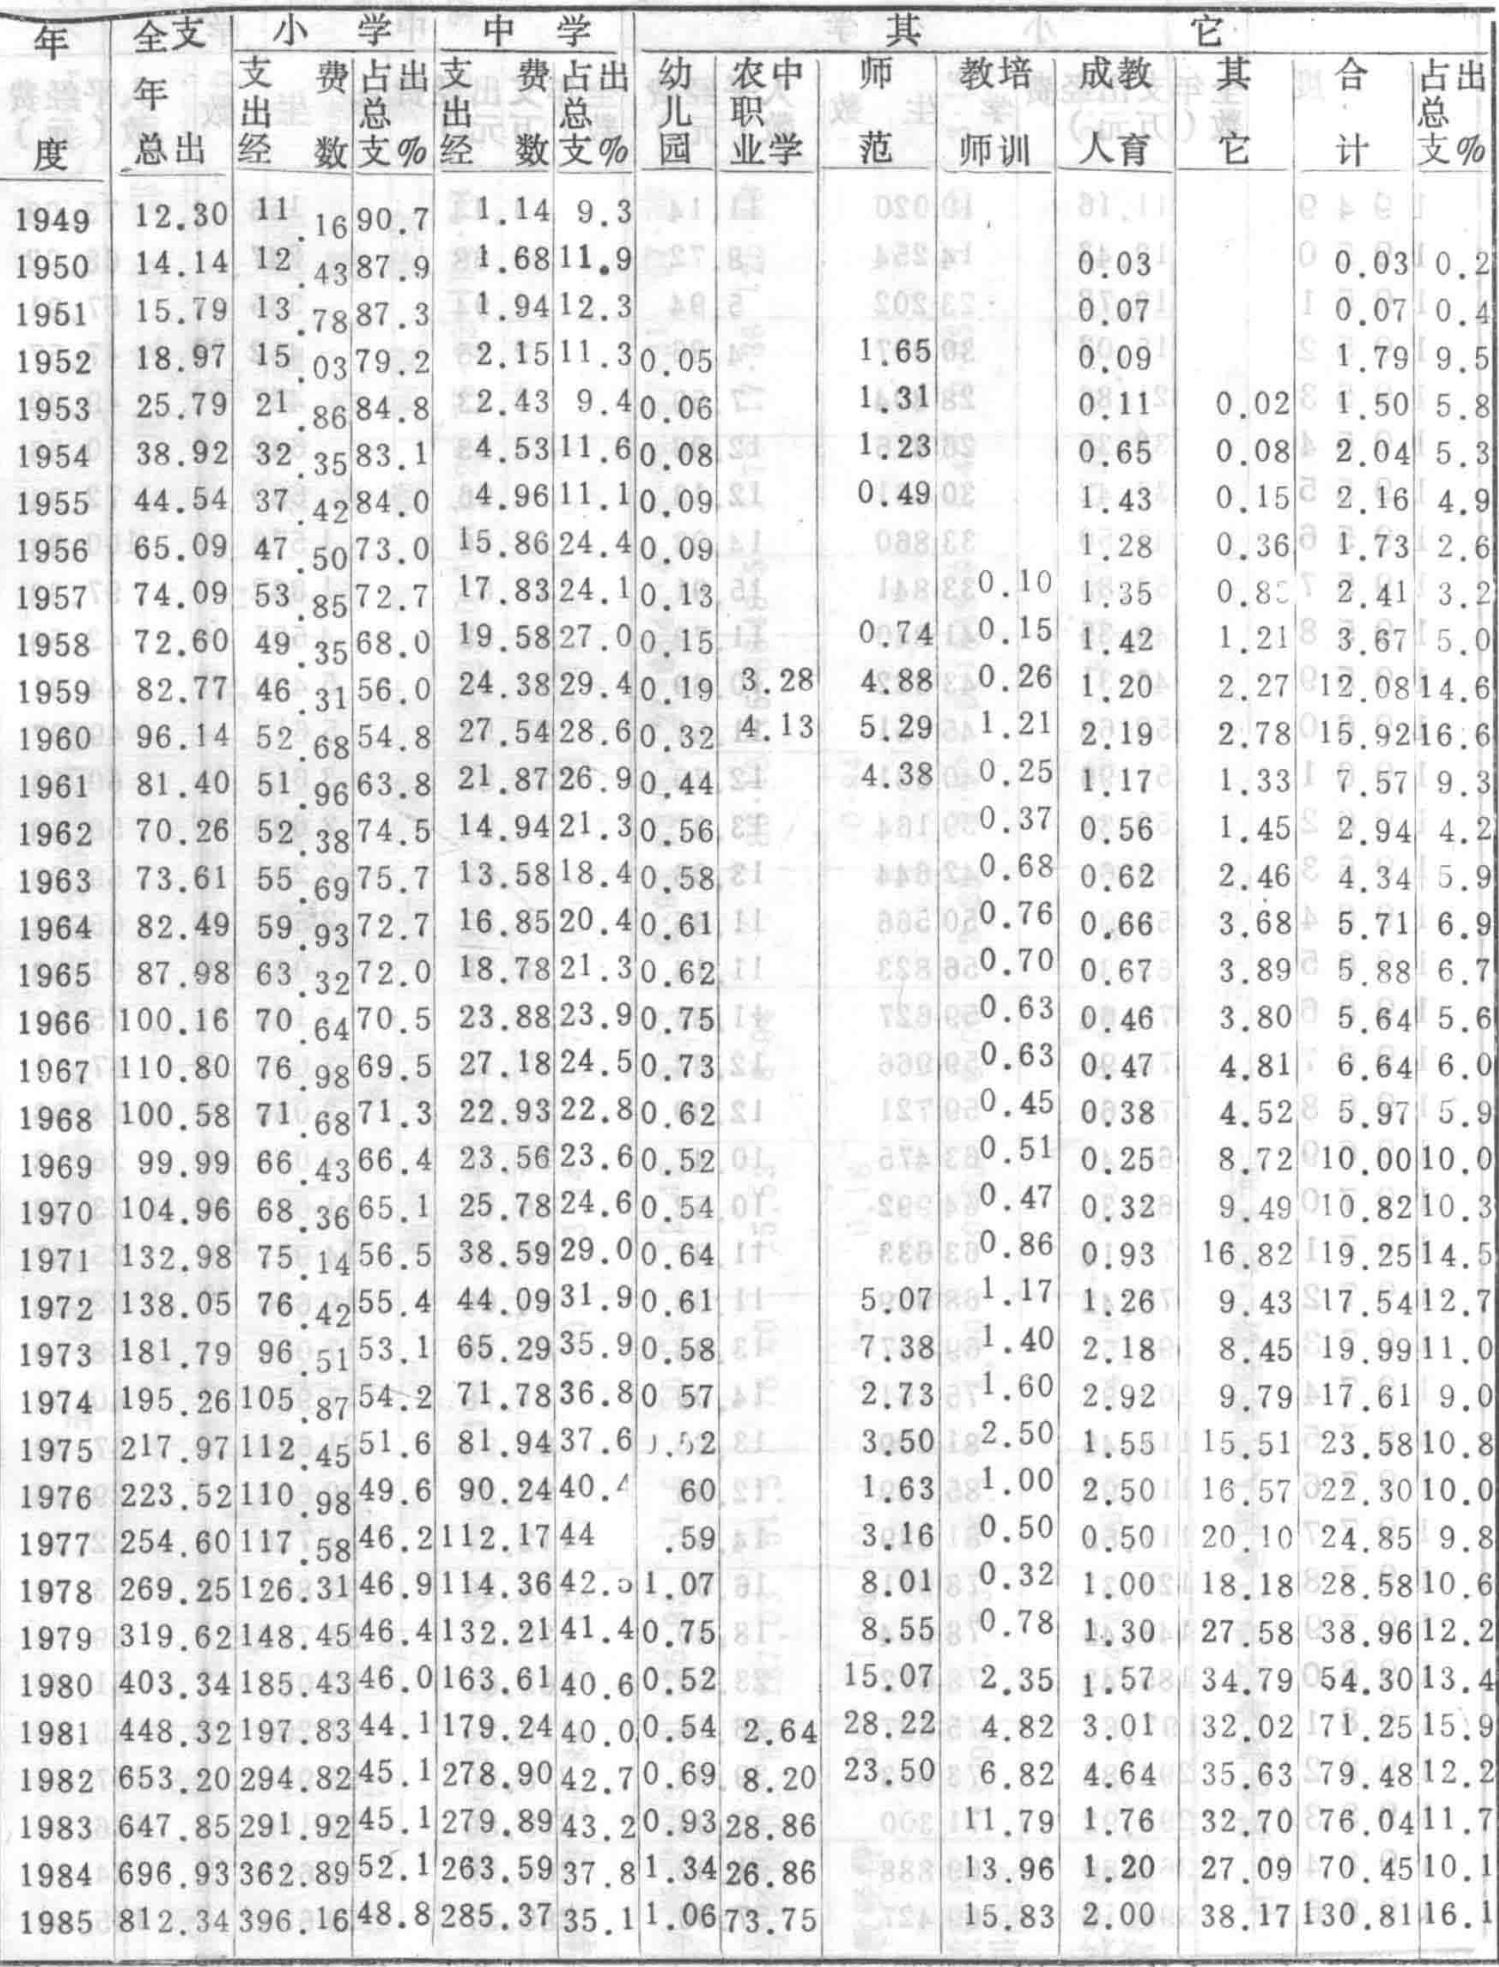 年度 全年总支出 小学 中学 其它
支出经费数 占总支出% 支出经费数 占总支出% 幼儿园 农职业中学 师范 教师培训 成人教育 其它 合计 占总支出%
1949 12.30 11.16 90.7 1.14 9.3
1950 14.14 12.43 87.9 1.68 11.9 0.03 0.03 0.2
1951 15.79 13.78 87.3 1.94 12.3 0.07 0.07 0.4
1952 18.97 15.03 79.2 2.15 11.3 0.05 1.65 0.09 1.79 9.5
1953 25.79 21.86 84.8 2.43 9.4 0.06 1.31 0.11 0.02 1.50 5.8
1954 38.92 32.35 83.1 4.53 11.6 0.08 1.23 0.65 0.08 2.04 5.3
1955 44.54 37.42 84.0 4.96 11.1 0.09 0.49 1.43 0.15 2.16 4.9
1956 65.09 47.50 73.0 15.86 24.4 0.09 1.28 0.36 1.73 2.6
1957 74.09 53.85 72.7 17.83 24.1 0.13 0.10 1.35 2.41 3.2
1958 72.60 49.35 68.0 19.58 27.0 0.15 0.74 0.15 1.42 1.21 3.67 5.0
1959 82.77 46.31 56.0 24.38 29.4 0.19 3.28 4.88 0.26 1.20 2.27 12.08 14.6
1960 96.14 52.68 54.8 27.54 28.6 0.32 4.13 5.29 1.21 2.19 2.78 15.92 16.6
1961 81.40 51.96 63.8 21.87 26.9 0.44 4.38 0.25 1.17 1.33 7.57 9.3
1962 70.26 52.38 74.5 14.94 21.3 0.56 0.37 0.56 1.45 2.94 4.2
1963 73.61 55.69 75.7 13.58 18.4 0.58 0.68 0.62 2.46 4.34 5.9
1964 82.49 59.93 72.7 16.85 20.4 0.61 0.76 0.66 3.68 5.71 6.9
1965 87.98 63.32 72.0 18.78 21.3 0.62 0.70 0.67 3.89 5.88 6.7
1966 100.16 70.64 70.5 23.88 23.9 0.75 0.63 0.46 3.80 5.64 5.6
1967 110.80 76.98 69.5 27.18 24.5 0.73 0.63 0.47 4.81 6.64 6.0
1968 100.58 71.68 71.3 22.93 22.8 0.62 0.45 0.38 4.52 5.97 5.9
1969 99.99 66.43 66.4 23.56 23.6 0.52 0.51 0.25 8.72 10.00 10.0
1970 104.96 68.36 65.1 25.78 24.6 0.54 0.47 0.32 9.49 10.82 10.3
1971 132.98 75.14 56.5 38.59 29.0 0.64 0.86 0.93 16.82 19.25 14.5
1972 138.05 76.42 55.4 44.09 31.9 0.61 5.07 1.17 1.26 9.43 17.54 12.7
1973 181.79 96.51 53.1 65.29 35.9 0.58 7.38 1.40 2.18 8.45 19.99 11.0
1974 195.26 105.87 54.2 71.78 36.8 0.57 2.73 1.60 2.92 9.79 17.61 9.0
1975 217.97 112.45 51.6 81.94 37.6 3.50 2.50 1.55 15.51 23.58 10.8
1976 223.52 110.98 49.6 90.24 40. 60 1.63 1.00 2.50 16.57 22.30 10.0
1977 254.60 117.58 46.2 112.17 44 .59 3.16 0.50 0.50 20.10 24.85 9.8
1978 269.25 126.31 46.9 114.36 42. 1.07 8.01 0.32 1.00 18.18 28.58 10.6
1979 319.62 148.45 46.4 132.21 41.4 0.75 8.55 0.78 1.30 27.58 38.96 12.2
1980 403.34 185.43 46.0 163.61 40.6 0.52 15.07 2.35 1.57 34.79 54.30 13.4
1981 448.32 197.83 44.1 179.24 40.0 0.54 2.64 28.22 4.82 3.01 32.02 71.25 15.9
1982 653.20 294.82 45.1 278.90 42.7 0.69 8.20 23.50 6.82 4.64 35.63 79.48 12.2
1983 647.85 291.92 45.1 279.89 43.2 0.93 28.86 11.79 1.76 32.70 76.04 11.7
1984 696.93 362.89 52.1 263.59 37.8 1.34 26.86 13.96 1.20 27.09 70.45 10.1
1985 812.34 396.16 48.8 285.37 35.1 1.06 73.75 15.83 2.00 38.17 130.81 16.1